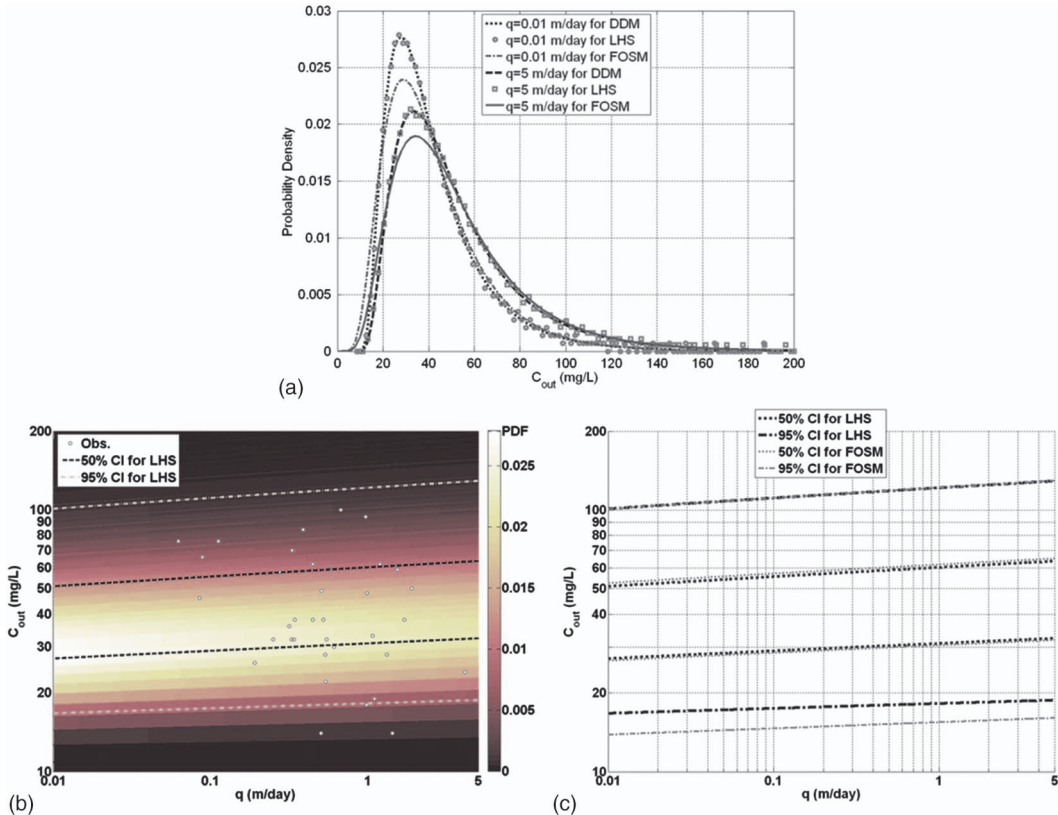 0.03
0.025
0.02
0.015
0.01
0.005
0
Probability Density
q=0.01 m/day for DDM
q=0.01 m/day for LHS
q=0.01 m/day for FOSM
q=5 m/day for DDM
q=5 m/day for LHS
q=5 m/day for FOSM
0 20 40 60 80 100 120 140 160 180 200
C_out (mg/L)
(a)
200
100
90
80
70
60
50
40
30
20
10
C_out (mg/L)
Obs.
50% CI for LHS
95% CI for LHS
0.01 0.1 1 5
q (m/day)
PDF
0.025
0.02
0.015
0.01
0.005
0
(b)
50% CI for LHS
95% CI for LHS
50% CI for FOSM
95% CI for FOSM
200
100
90
80
70
60
50
40
30
20
10
C_out (mg/L)
0.01 0.1 1 5
q (m/day)
(c)